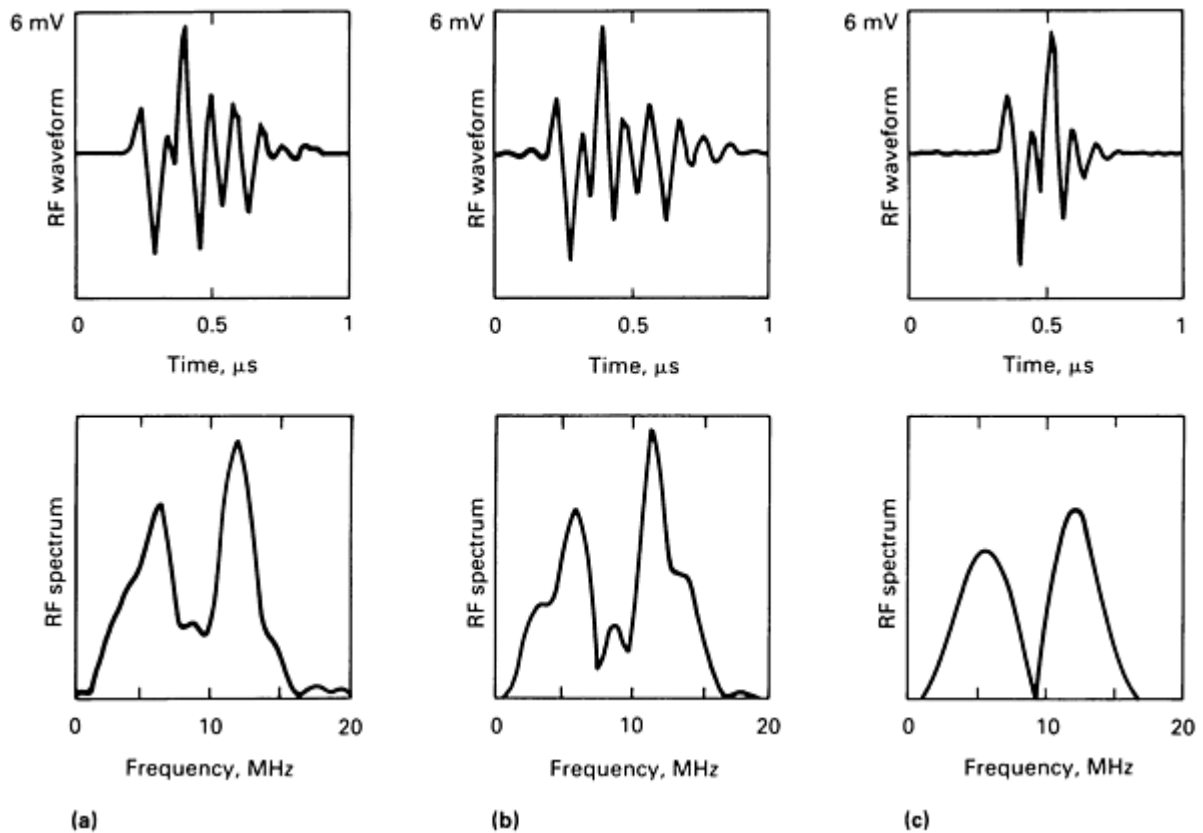 6 mV
RF waveform
0 0.5 1
Time, μs
6 mV
RF waveform
0 0.5 1
Time, μs
6 mV
RF waveform
0 0.5 1
Time, μs
RF spectrum
0 10 20
Frequency, MHz
RF spectrum
0 10 20
Frequency, MHz
RF spectrum
0 10 20
Frequency, MHz
(a)
(b)
(c)